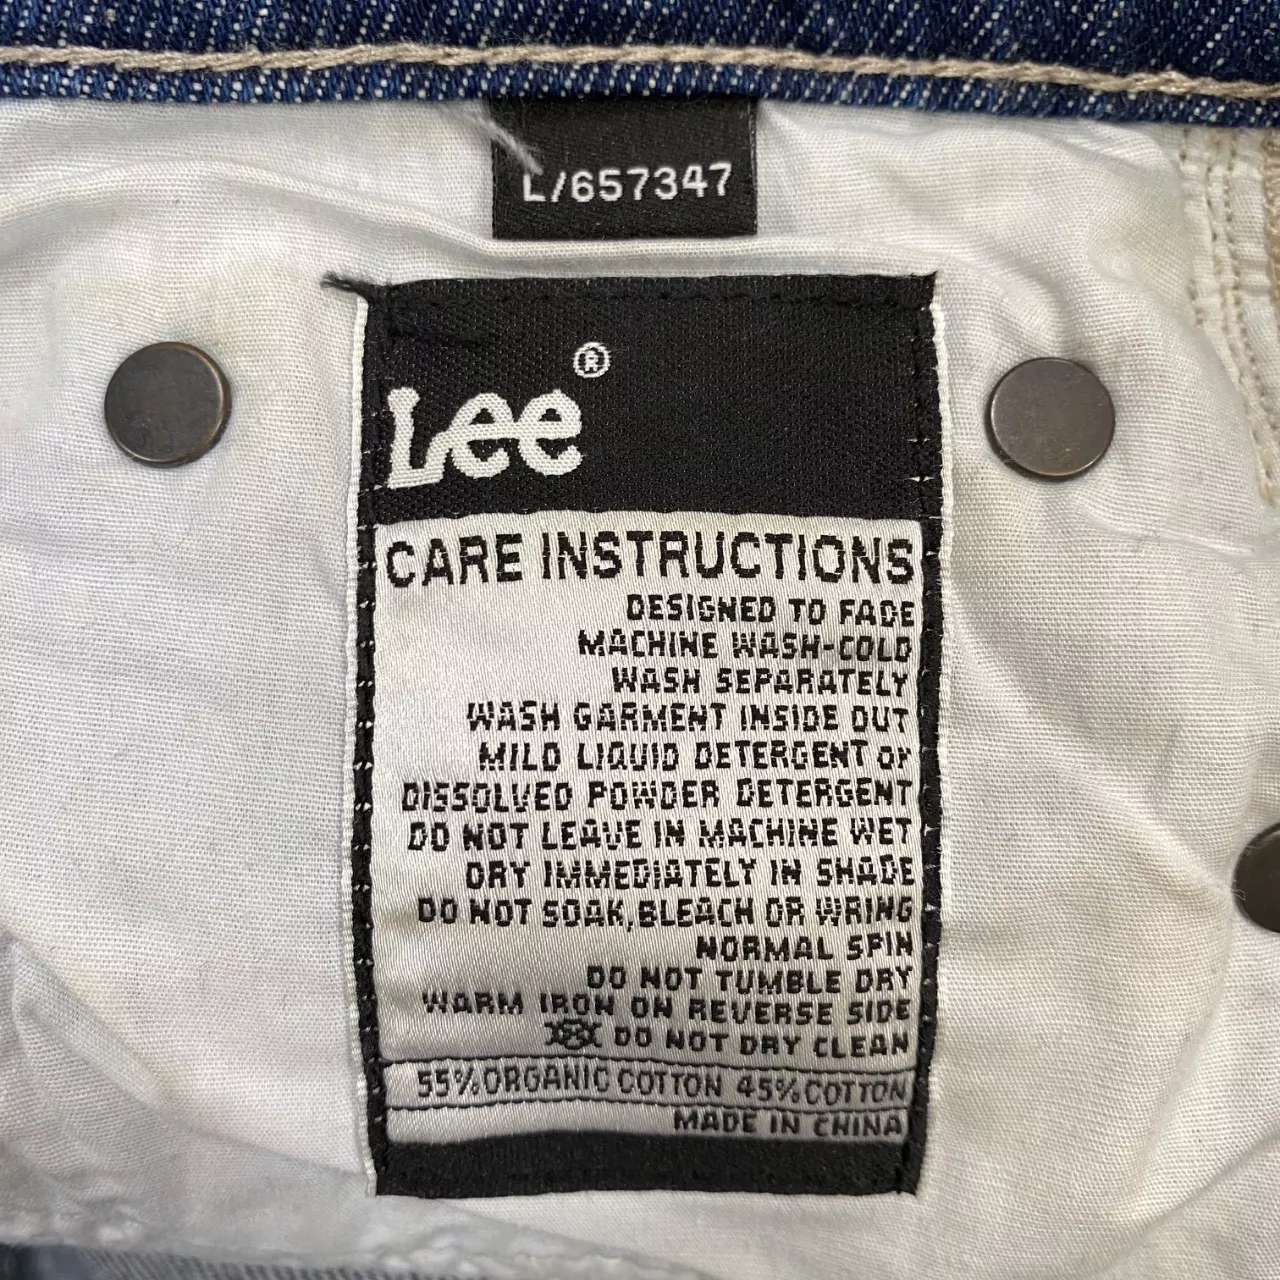 L/657347
Lee®
CARE INSTRUCTIONS
DESIGNED TO FADE
MACHINE WASH-COLD
WASH SEPARATELY
WASH GARMENT INSIDE OUT
MILD LIQUID DETERGENT or
DISSOLVED POWDER DETERGENT
DO NOT LEAVE IN MACHINE WET
DRY IMMEDIATELY IN SHADE
DO NOT SOAK, BLEACH OR WRING
NORMAL SPIN
DO NOT TUMBLE DRY
WARM IRON ON REVERSE SIDE
DO NOT DRY CLEAN
55% ORGANIC COTTON 45% COTTON
MADE IN CHINA